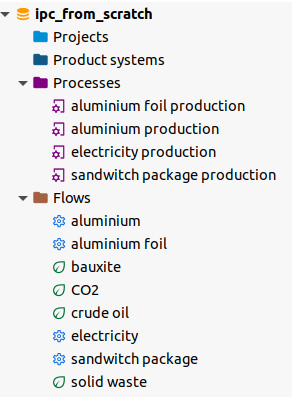 ipc_from_scratch
Projects
Product systems
Processes
aluminium foil production
aluminium production
electricity production
sandwitch package production
Flows
aluminium
aluminium foil
bauxite
CO2
crude oil
electricity
sandwitch package
solid waste